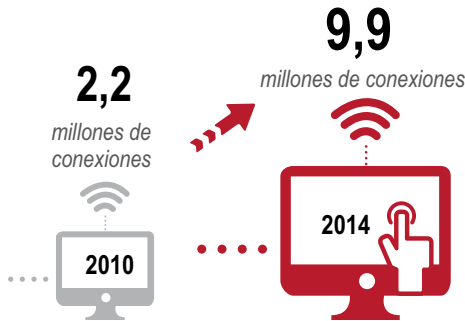 2,2
millones de
conexiones
2010
9,9
millones de conexiones
2014